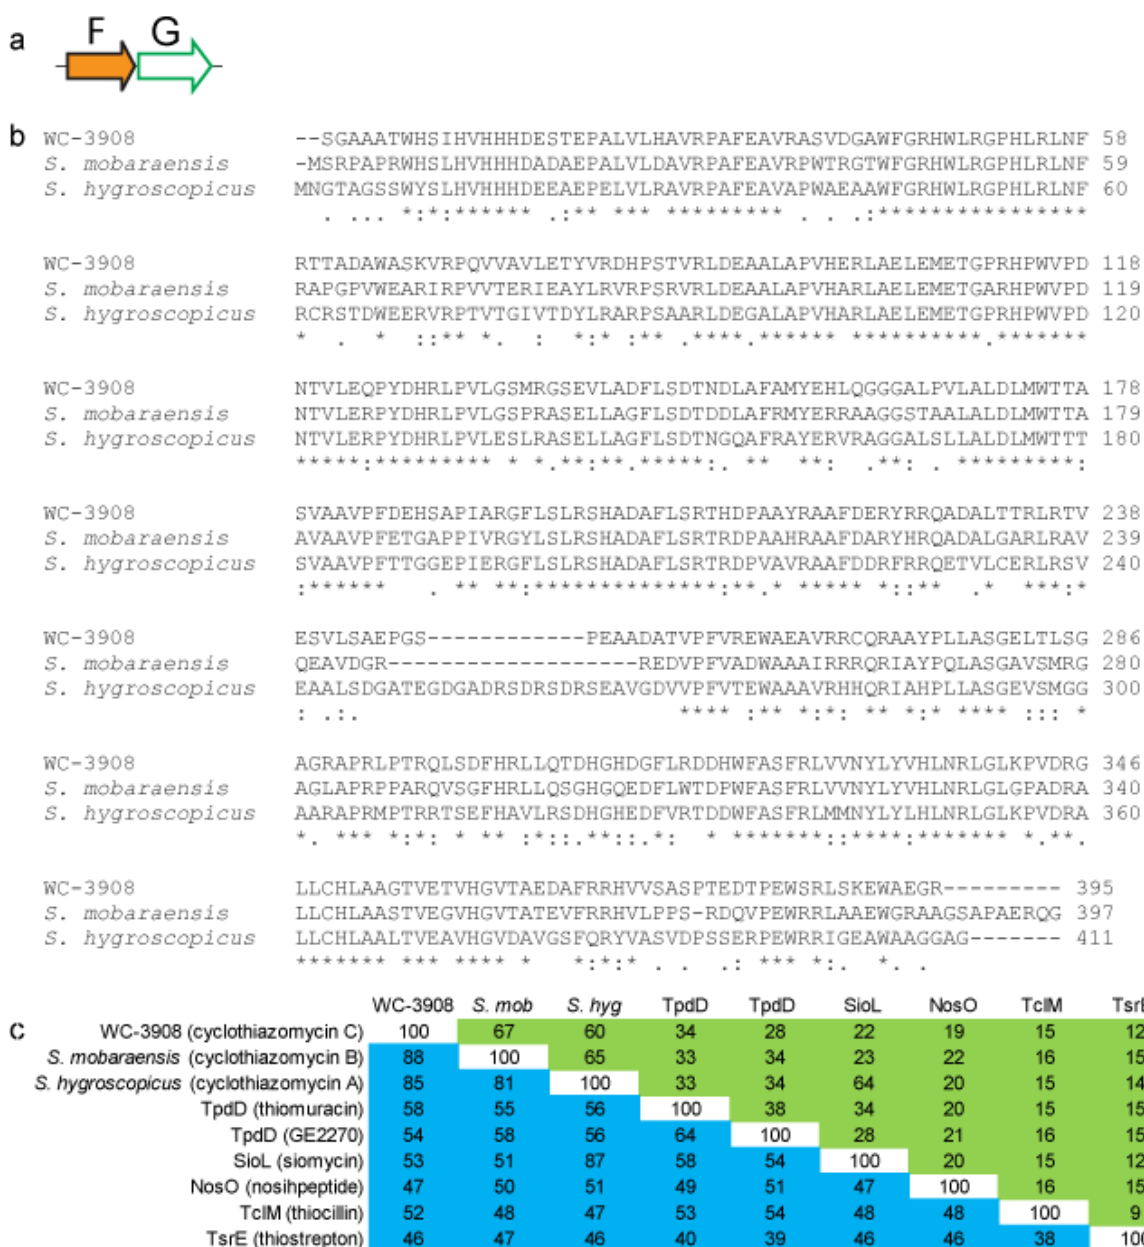 a
F G
b
WC-3908 --SGAAATWHSIHVHHHDESTEPALVLHAVRPAFEAVRASVDGAWFGRHWLRGPHLRLNF 58
S. mobaraensis -MSRPAPRWHSLHVHHHDADAEPALVLDAVRPAFEAVRPWTRGTWFGRHWLRGPHLRLNF 59
S. hygroscopicus MNGTAGSSWYSLHVHHHDEEAEPELVLRAVRPAFEAVAPWAEAAWFGRHWLRGPHLRLNF 60
. ... *:*:****** .:** *** ********* . . .:****************
WC-3908 RTTADAWASKVRPQVVAVLETYVRDHPSTVRLDEAALAPVHERLAELEMETGPRHPWVPD 118
S. mobaraensis RAPGPVWEARIRPVVTERIEAYLRVRPSRVRLDEAALAPVHARLAELEMETGARHPWVPD 119
S. hygroscopicus RCRSTDWEERVRPTVTGIVTDYLRARPSAARLDEGALAPVHARLAELEMETGPRHPWVPD 120
* . * ::** *. : *:* :** .****.****** **********.*******
WC-3908 NTVLEQPYDHRLPVLGSMRGSEVLADFLSDTNDLAFAMYEHLQGGGALPVLALDLMWTTA 178
S. mobaraensis NTVLERPYDHRLPVLGSPRASELLAGFLSDTDDLAFRMYERRAAGGSTAALALDLMWTTA 179
S. hygroscopicus NTVLERPYDHRLPVLESLRASELLAGFLSDTNGQAFRAYERVRAGGALSLLALDLMWTTT 180
*****:********* * *.**:**.*****:. ** **: .**: . *********:
WC-3908 SVAAVPFDEHSAPIARGFLSLRSHADAFLSRTHDPAAYRAAFDERYRRQADALTTRLRTV 238
S. mobaraensis AVAAVPFETGAPPIVRGYLSLRSHADAFLSRTRDPAAHRAAFDARYHRQADALGARLRAV 239
S. hygroscopicus SVAAVPFTTGGEPIERGFLSLRSHADAFLSRTRDPVAVRAAFDDRFRRQETVLCERLRSV 240
:****** . ** **:**************:**.* ***** *::** .* ***:*
WC-3908 ESVLSAEPGS------------PEAADATVPFVREWAEAVRRCQRAAYPLLASGELTLSG 286
S. mobaraensis QEAVDGR-------------------REDVPFVADWAAAIRRRQRIAYPQLASGAVSMRG 280
S. hygroscopicus EAALSDGATEGDGADRSDRSDRSEAVGDVVPFVTEWAAAVRHHQRIAHPLLASGEVSMGG 300
: .:. **** :** *:*: ** *:* **** ::: *
WC-3908 AGRAPRLPTRQLSDFHRLLQTDHGHDGFLRDDHWFASFRLVVNYLYVHLNRLGLKPVDRG 346
S. mobaraensis AGLAPRPPARQVSGFHRLLQSGHGQEDFLWTDPWFASFRLVVNYLYVHLNRLGLGPADRA 340
S. hygroscopicus AARAPRMPTRRTSEFHAVLRSDHGHEDFVRTDDWFASFRLMMNYLYLHLNRLGLKPVDRA 360
*. *** *:*: * ** :*::.**::.*: * *******::****:******* *.**.
WC-3908 LLCHLAAGTVETVHGVTAEDAFRRHVVSASPTEDTPEWSRLSKEWAEGR--------- 395
S. mobaraensis LLCHLAASTVEGVHGVTATEVFRRHVLPPS-RDQVPEWRRLAAEWGRAAGSAPAERQG 397
S. hygroscopicus LLCHLAALTVEAVHGVDAVGSFQRYVASVDPSSERPEWRRIGEAWAAGGAG------- 411
******* *** **** * *:*:* . . .: *** *:. *. .
WC-3908 S. mob S. hyg TpdD TpdD SioL NosO TclM TsrE
c
WC-3908 (cyclothiazomycin C) 100 67 60 34 28 22 19 15 12
S. mobaraensis (cyclothiazomycin B) 88 100 65 33 34 23 22 16 15
S. hygroscopicus (cyclothiazomycin A) 85 81 100 33 34 64 20 15 14
TpdD (thiomuracin) 58 55 56 100 38 34 20 15 15
TpdD (GE2270) 54 58 56 64 100 28 21 16 15
SioL (siomycin) 53 51 87 58 54 100 20 15 12
NosO (nosihpeptide) 47 50 51 49 51 47 100 16 15
TclM (thiocillin) 52 48 47 53 54 48 48 100 9
TsrE (thiostrepton) 46 47 46 40 39 46 46 38 100